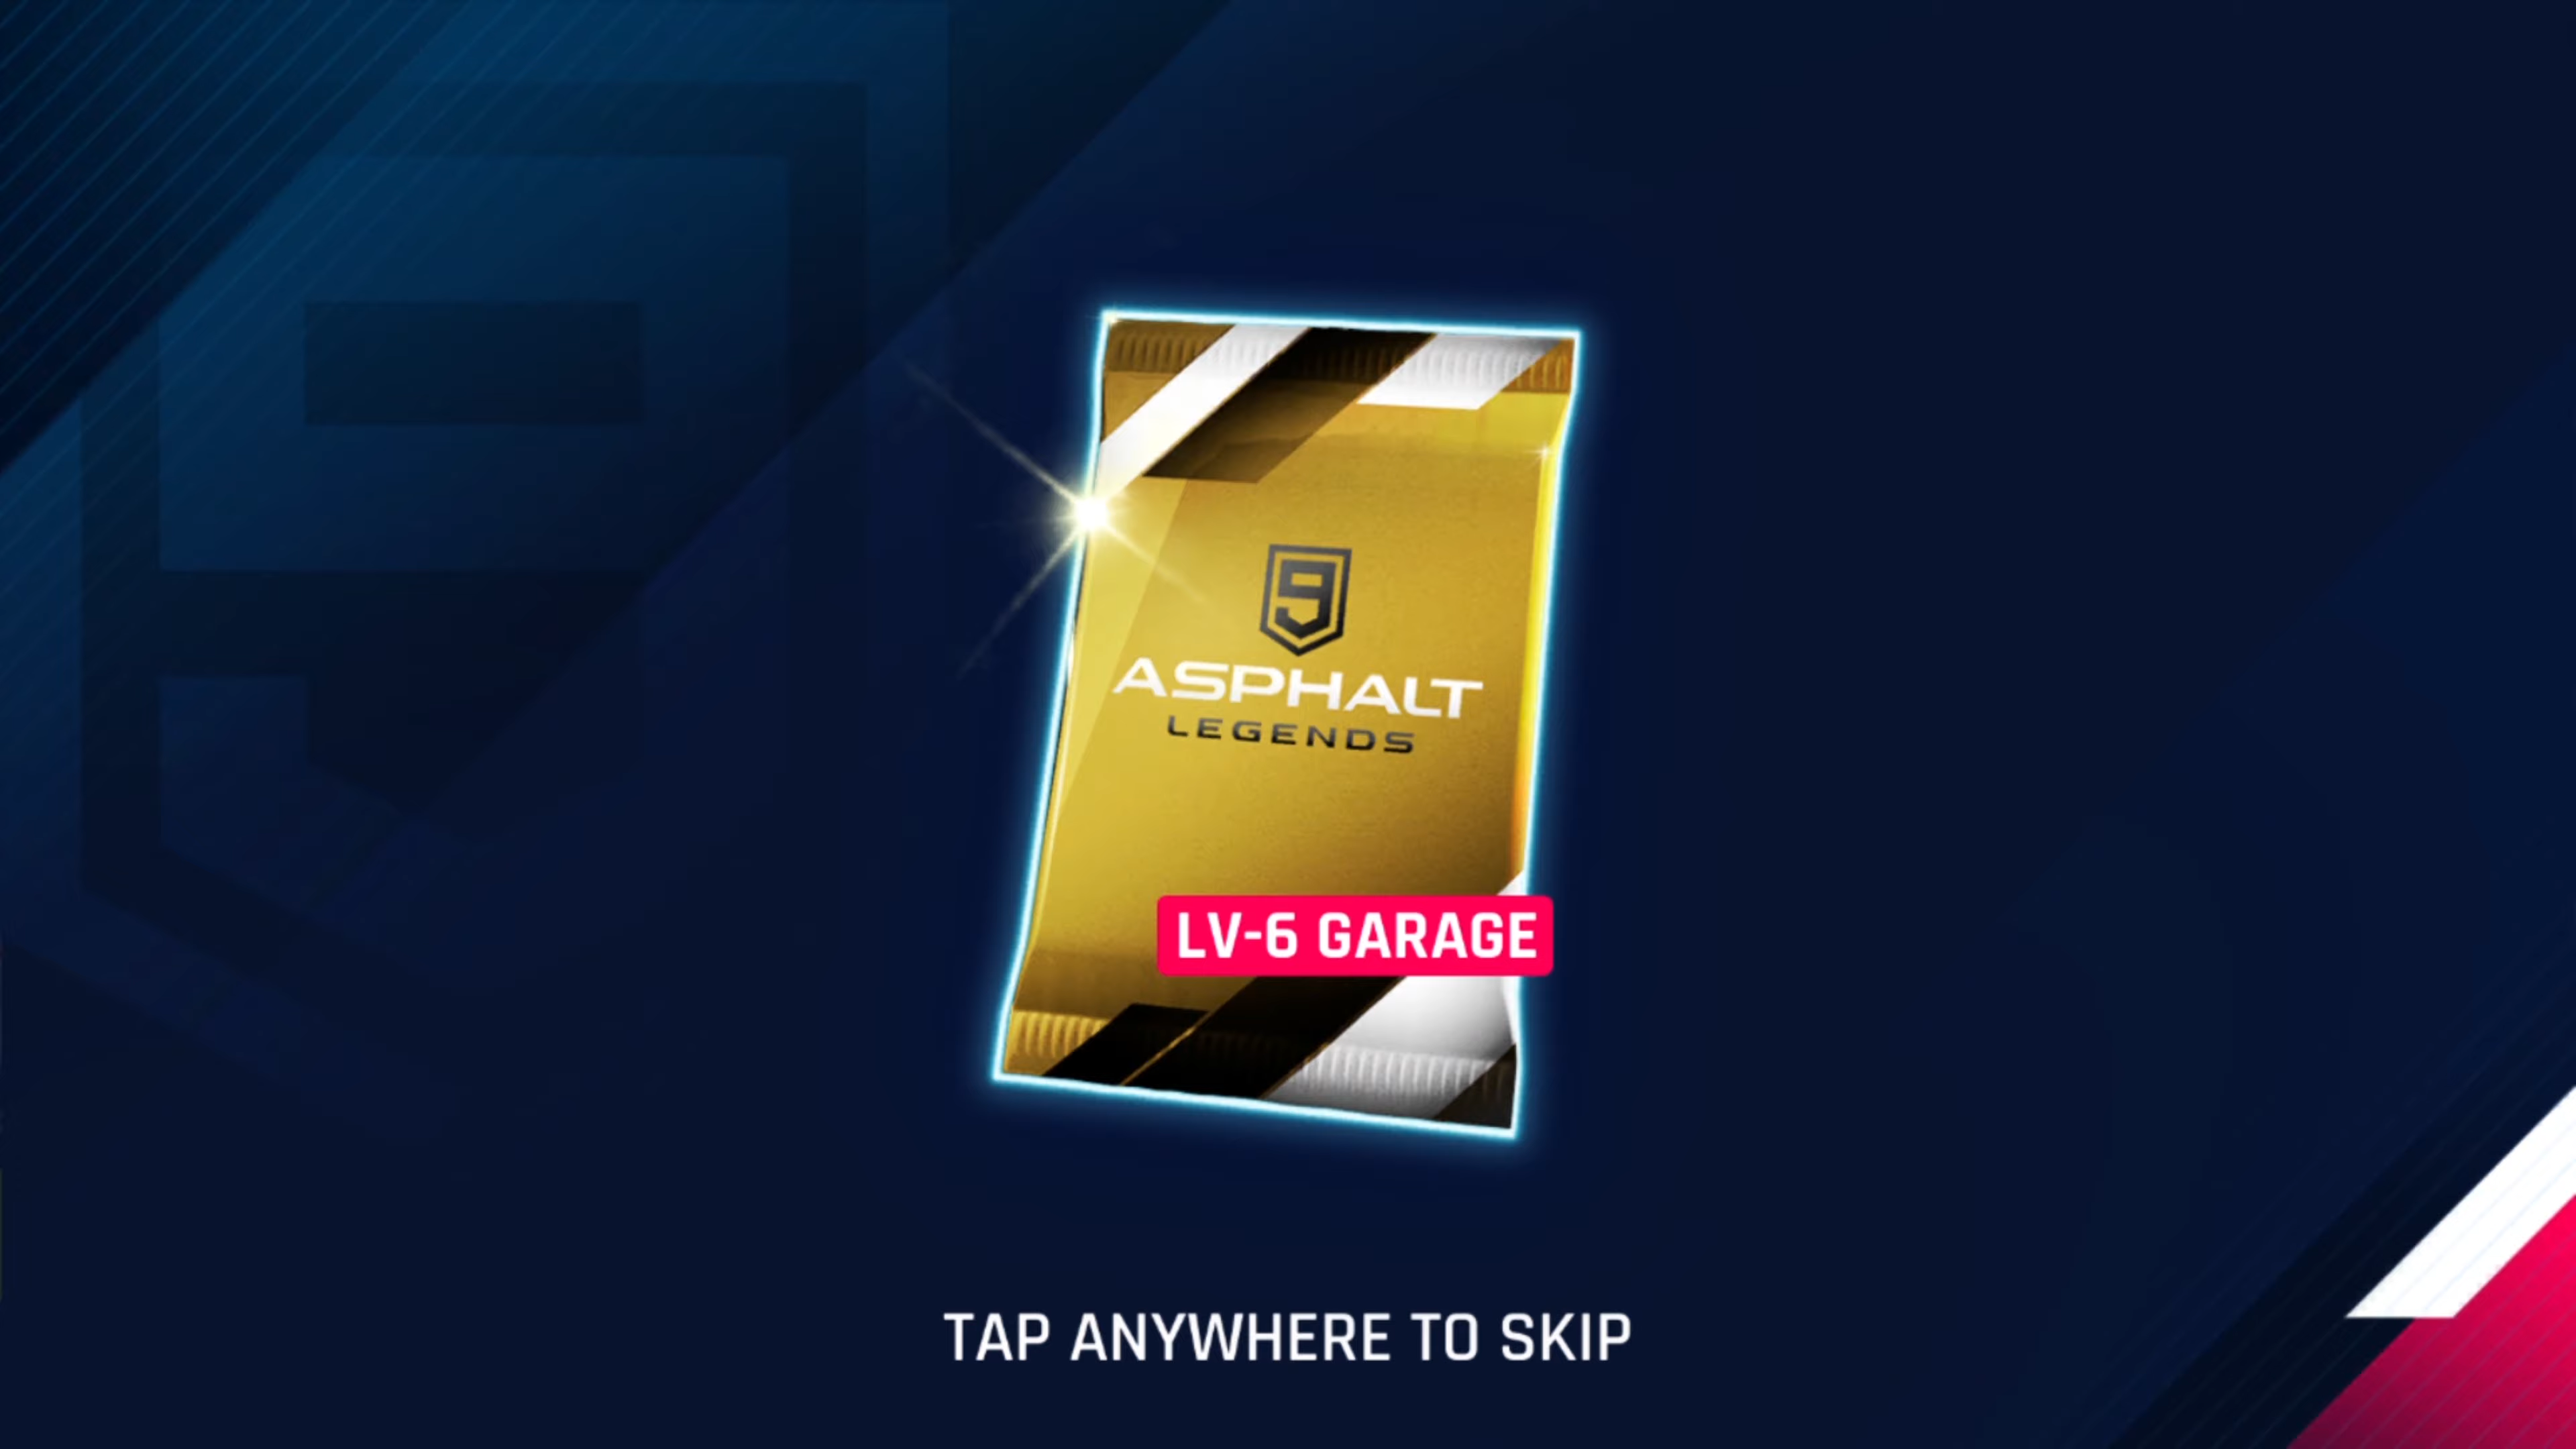 9
ASPHALT
LEGENDS
LV-6 GARAGE
TAP ANYWHERE TO SKIP